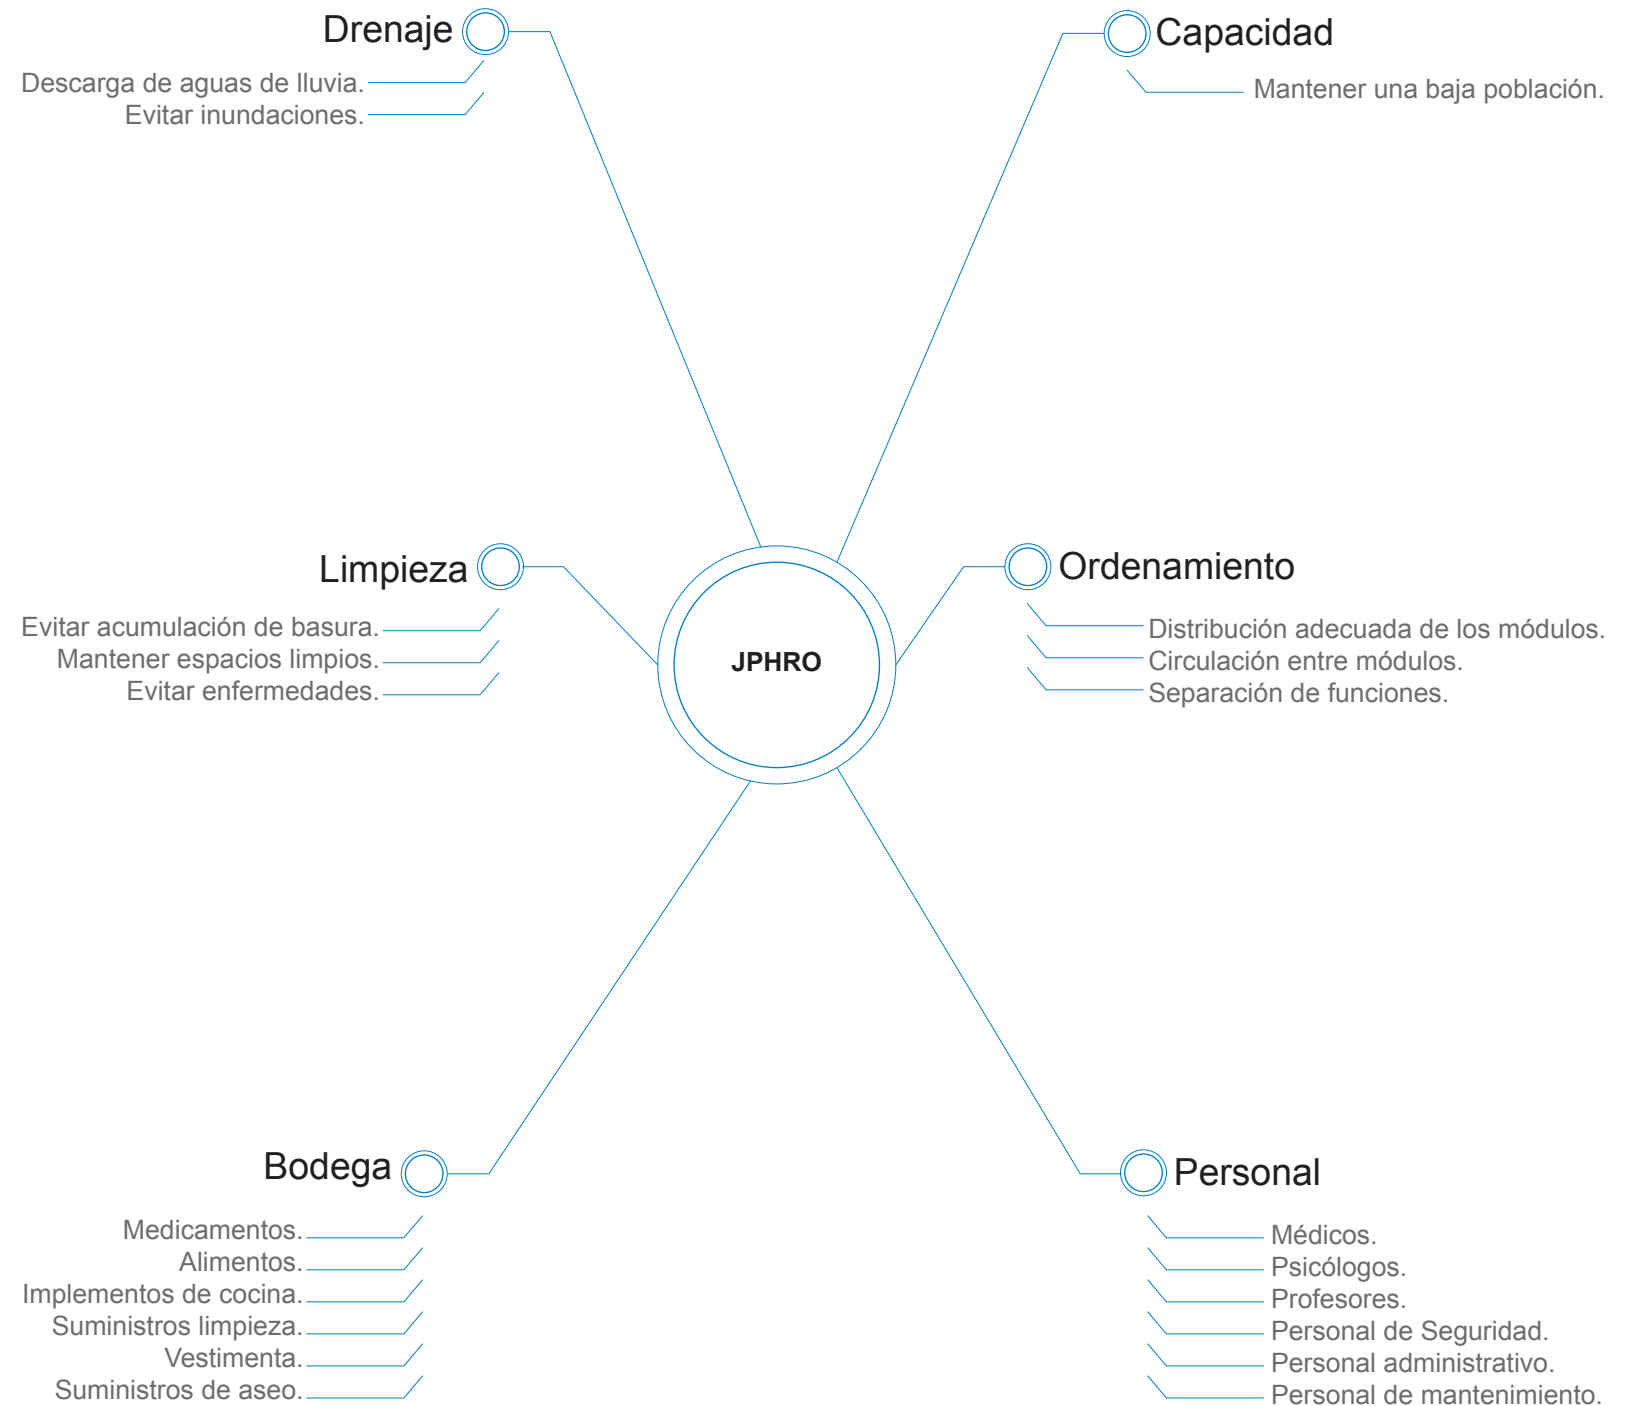 Drenaje
Descarga de aguas de lluvia.
Evitar inundaciones.
Capacidad
Mantener una baja población.
Limpieza
Evitar acumulación de basura.
Mantener espacios limpios.
Evitar enfermedades.
JPHRO
Ordenamiento
Distribución adecuada de los módulos.
Circulación entre módulos.
Separación de funciones.
Bodega
Medicamentos.
Alimentos.
Implementos de cocina.
Suministros limpieza.
Vestimenta.
Suministros de aseo.
Personal
Médicos.
Psicólogos.
Profesores.
Personal de Seguridad.
Personal administrativo.
Personal de mantenimiento.